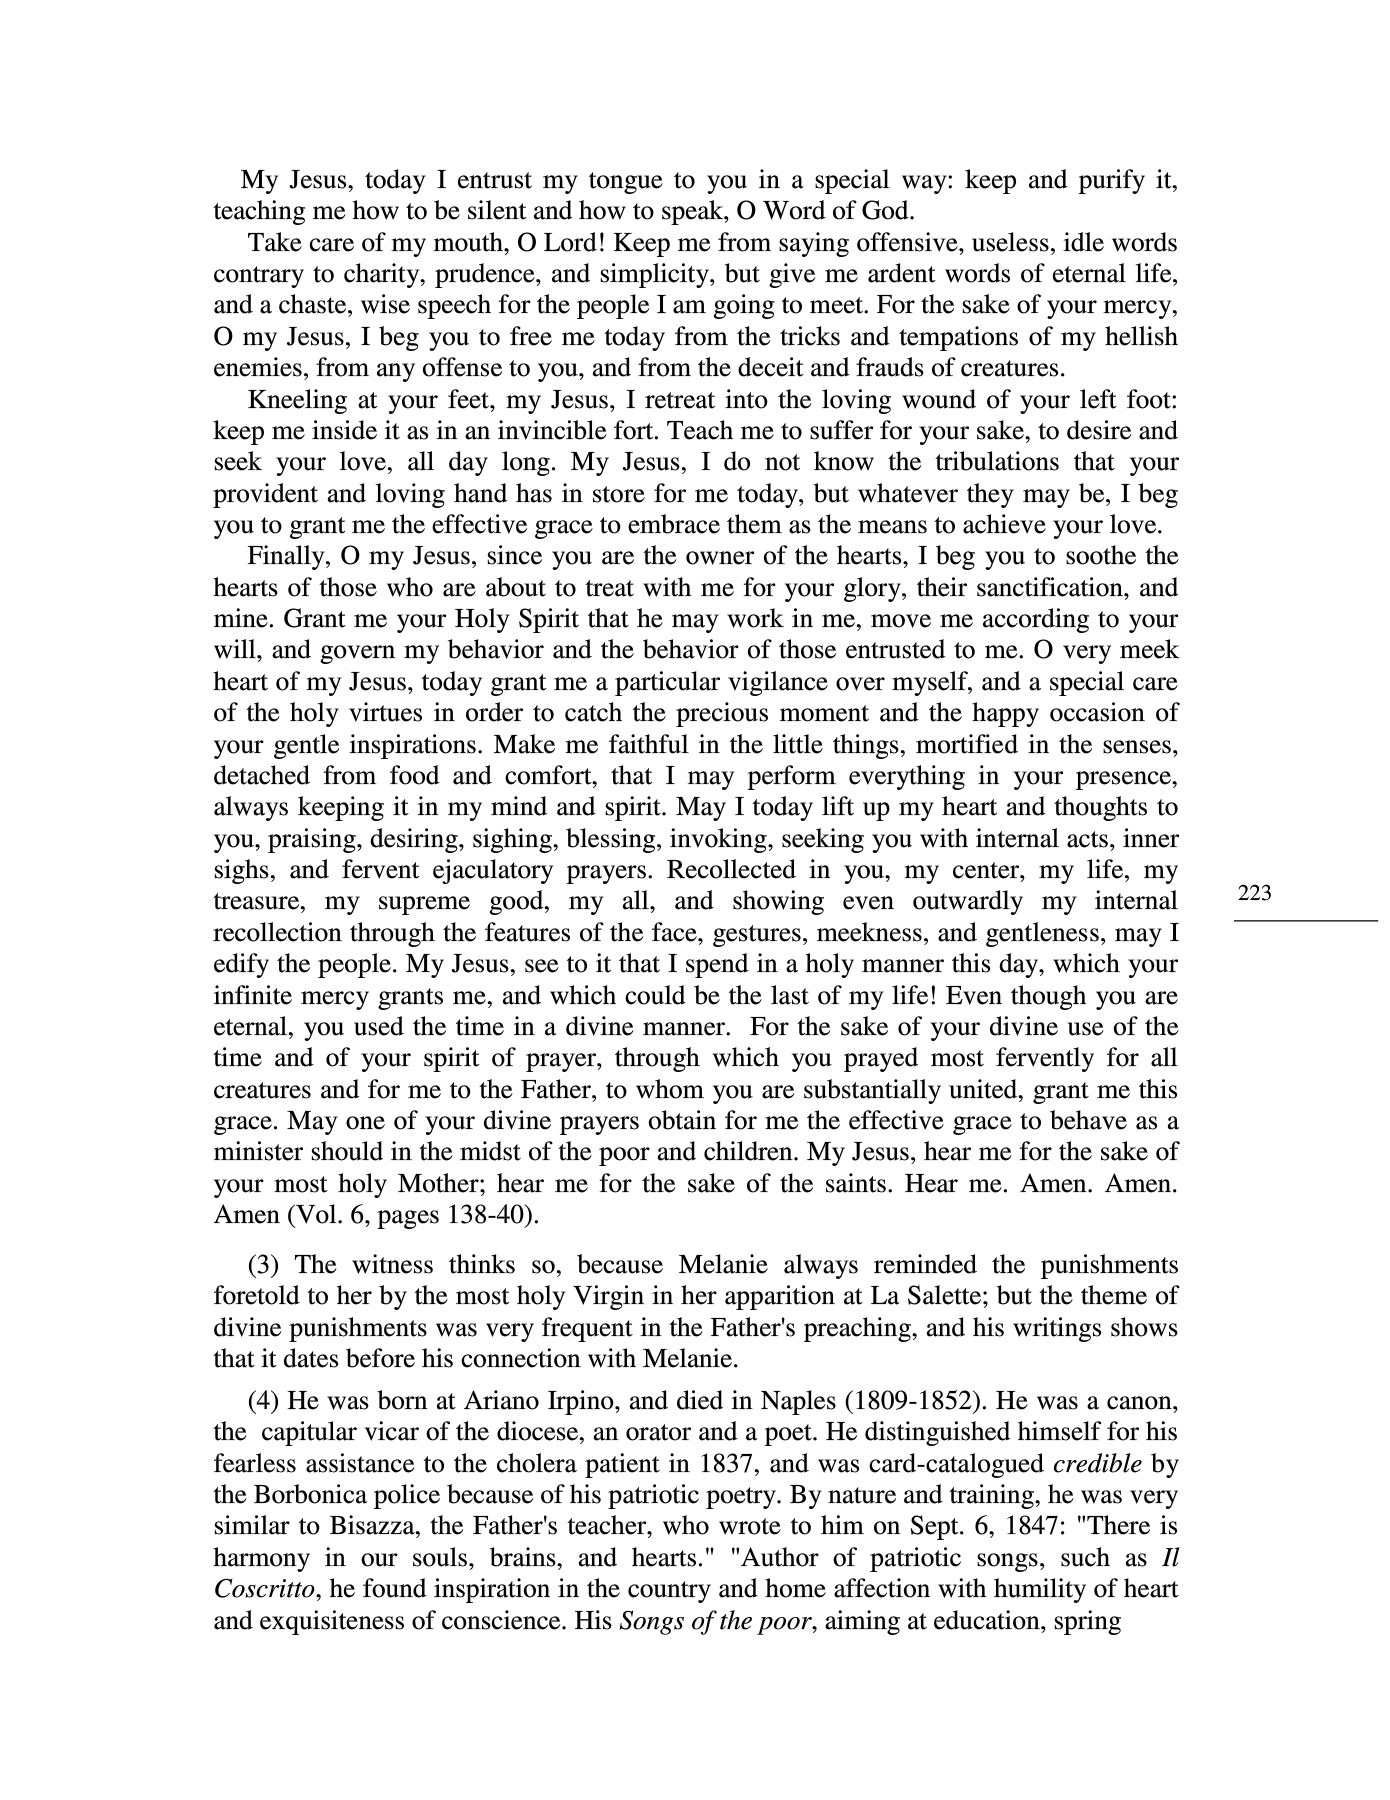 My Jesus, today I entrust my tongue to you in a special way: keep and purify it,
teaching me how to be silent and how to speak, O Word of God.
Take care of my mouth, O Lord! Keep me from saying offensive, useless, idle words
contrary to charity, prudence, and simplicity, but give me ardent words of eternal life,
and a chaste, wise speech for the people I am going to meet. For the sake of your mercy,
O my Jesus, I beg you to free me today from the tricks and tempations of my hellish
enemies, from any offense to you, and from the deceit and frauds of creatures.
Kneeling at your feet, my Jesus, I retreat into the loving wound of your left foot:
keep me inside it as in an invincible fort. Teach me to suffer for your sake, to desire and
seek your love, all day long. My Jesus, I do not know the tribulations that your
provident and loving hand has in store for me today, but whatever they may be, I beg
you to grant me the effective grace to embrace them as the means to achieve your love.
Finally, O my Jesus, since you are the owner of the hearts, I beg you to soothe the
hearts of those who are about to treat with me for your glory, their sanctification, and
mine. Grant me your Holy Spirit that he may work in me, move me according to your
will, and govern my behavior and the behavior of those entrusted to me. O very meek
heart of my Jesus, today grant me a particular vigilance over myself, and a special care
of the holy virtues in order to catch the precious moment and the happy occasion of
your gentle inspirations. Make me faithful in the little things, mortified in the senses,
detached from food and comfort, that I may perform everything in your presence,
always keeping it in my mind and spirit. May I today lift up my heart and thoughts to
you, praising, desiring, sighing, blessing, invoking, seeking you with internal acts, inner
sighs, and fervent ejaculatory prayers. Recollected in you, my center, my life, my
treasure, my supreme good, my all, and showing even outwardly my internal
recollection through the features of the face, gestures, meekness, and gentleness, may I
edify the people. My Jesus, see to it that I spend in a holy manner this day, which your
infinite mercy grants me, and which could be the last of my life! Even though you are
eternal, you used the time in a divine manner. For the sake of your divine use of the
time and of your spirit of prayer, through which you prayed most fervently for all
creatures and for me to the Father, to whom you are substantially united, grant me this
grace. May one of your divine prayers obtain for me the effective grace to behave as a
minister should in the midst of the poor and children. My Jesus, hear me for the sake of
your most holy Mother; hear me for the sake of the saints. Hear me. Amen. Amen.
Amen (Vol. 6, pages 138-40).
(3) The witness thinks so, because Melanie always reminded the punishments
foretold to her by the most holy Virgin in her apparition at La Salette; but the theme of
divine punishments was very frequent in the Father's preaching, and his writings shows
that it dates before his connection with Melanie.
(4) He was born at Ariano Irpino, and died in Naples (1809-1852). He was a canon,
the capitular vicar of the diocese, an orator and a poet. He distinguished himself for his
fearless assistance to the cholera patient in 1837, and was card-catalogued credible by
the Borbonica police because of his patriotic poetry. By nature and training, he was very
similar to Bisazza, the Father's teacher, who wrote to him on Sept. 6, 1847: "There is
harmony in our souls, brains, and hearts." "Author of patriotic songs, such as Il
Coscritto, he found inspiration in the country and home affection with humility of heart
and exquisiteness of conscience. His Songs of the poor, aiming at education, spring
223